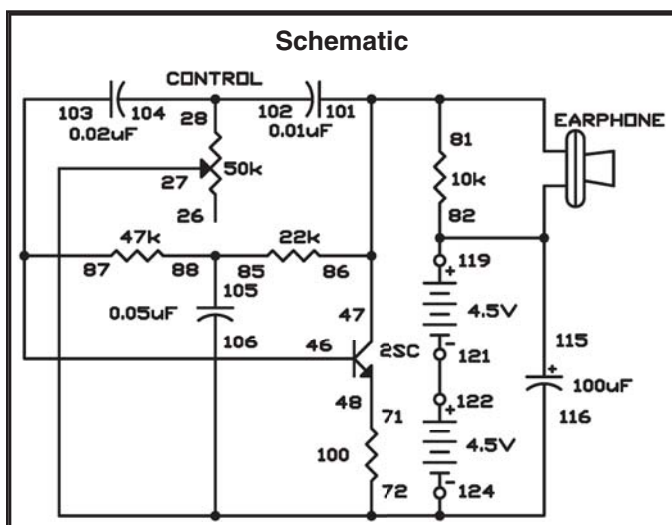 Schematic
CONTROL
103 104 28 102 101
0.02uF 0.01uF
EARPHONE
81
27 50k 10k
26 82
47k 22k
87 88 85 86 119
105
0.05uF 47 4.5V
106 46 2SC 121 115
100uF
48 71 122 116
100 4.5V
72 124